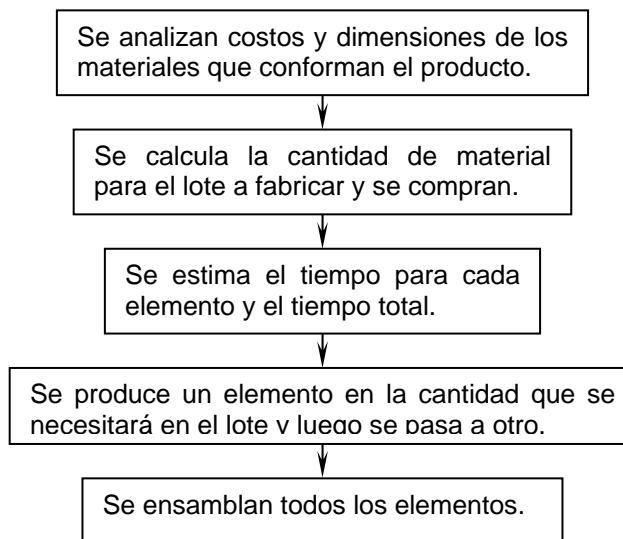 Se analizan costos y dimensiones de los
materiales que conforman el producto.
Se calcula la cantidad de material
para el lote a fabricar y se compran.
Se estima el tiempo para cada
elemento y el tiempo total.
Se produce un elemento en la cantidad que se
necesitará en el lote y luego se pasa a otro.
Se ensamblan todos los elementos.